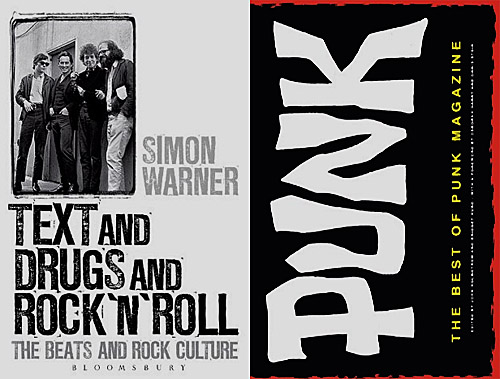 SIMON
WARNER
TEXT AND
DRUGS AND
ROCK`N`ROLL
THE BEATS AND ROCK CULTURE
BLOOMSBURY
PUNK
THE BEST OF PUNK MAGAZINE